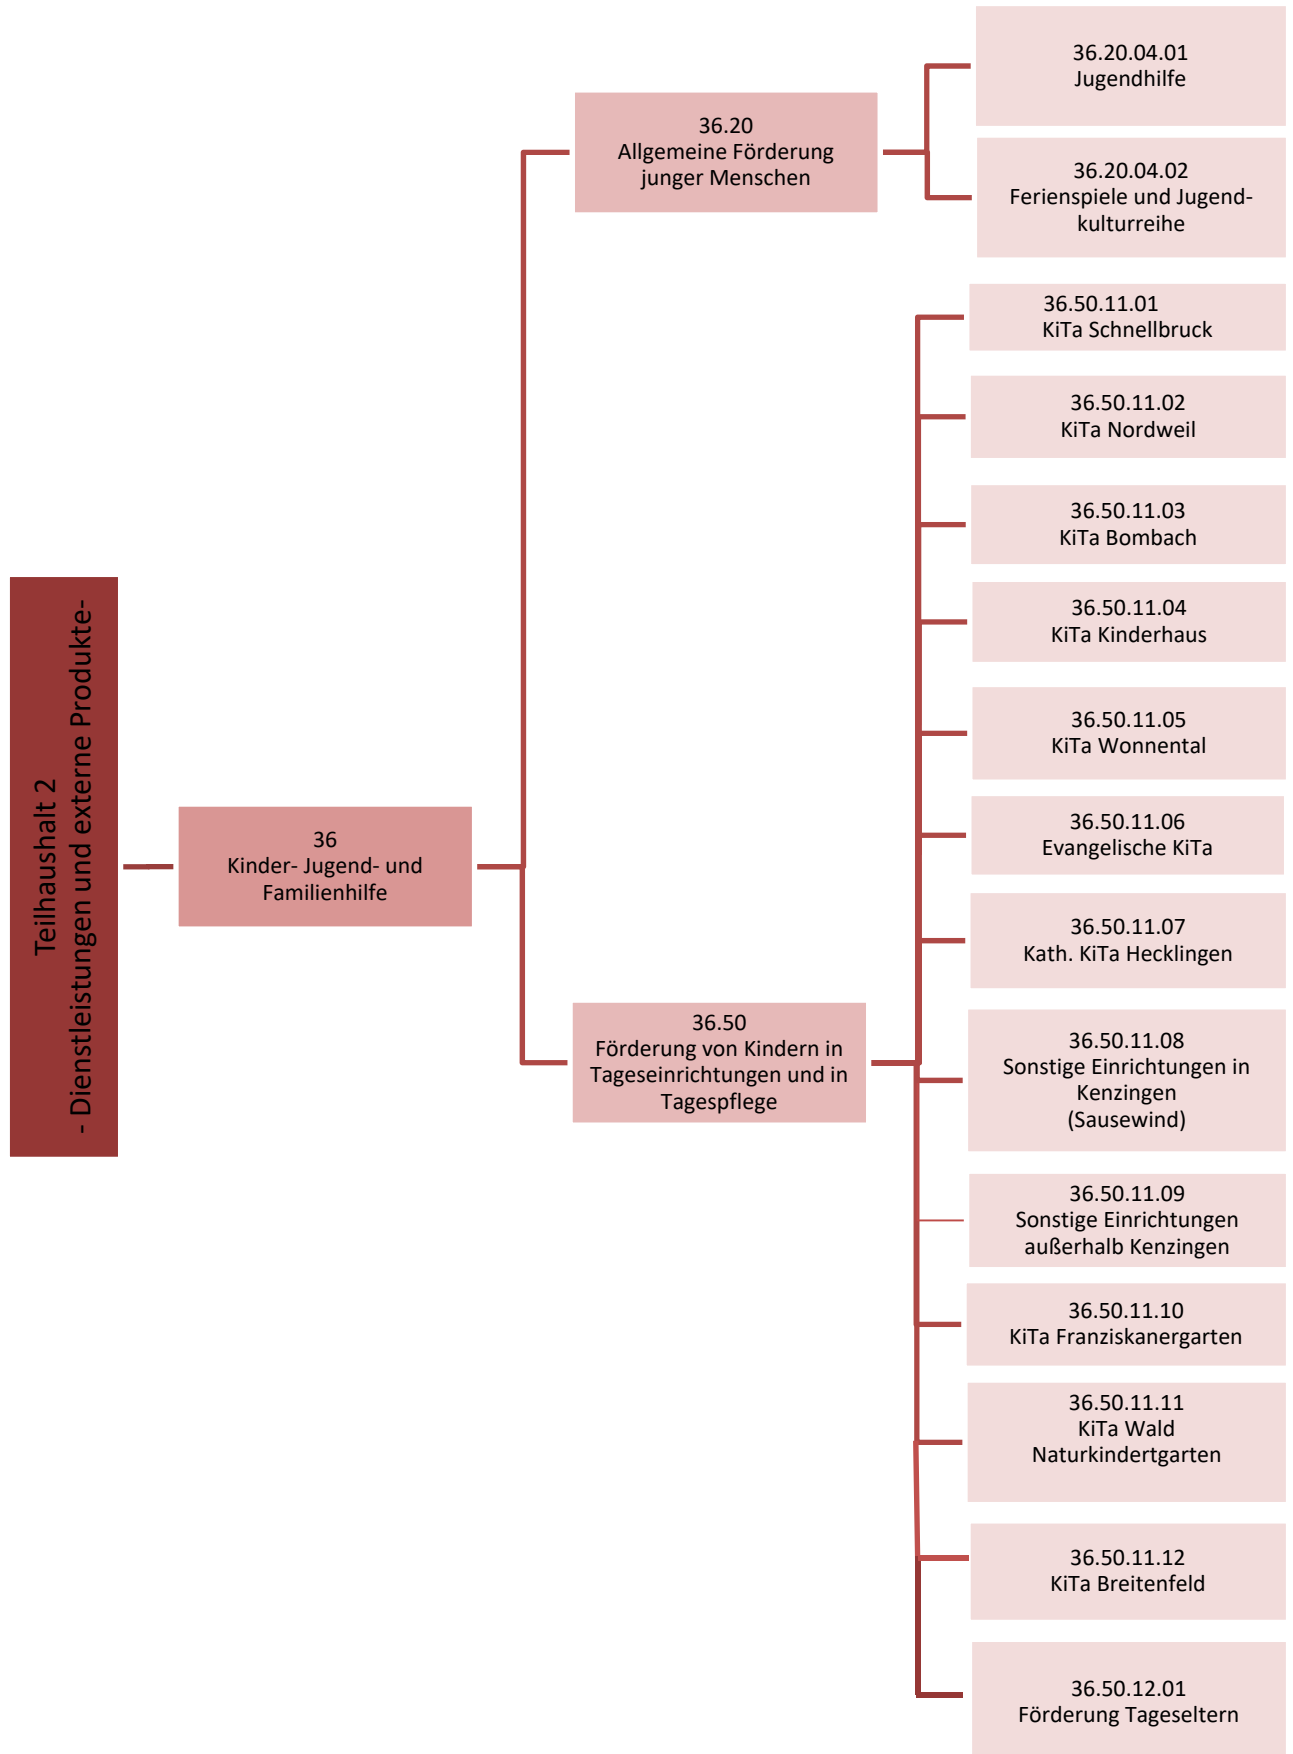 Teilhaushalt 2
- Dienstleistungen und externe Produkte-
36
Kinder- Jugend- und
Familienhilfe
36.20
Allgemeine Förderung
junger Menschen
36.20.04.01
Jugendhilfe
36.20.04.02
Ferienspiele und Jugend-
kulturreihe
36.50
Förderung von Kindern in
Tageseinrichtungen und in
Tagespflege
36.50.11.01
KiTa Schnellbruck
36.50.11.02
KiTa Nordweil
36.50.11.03
KiTa Bombach
36.50.11.04
KiTa Kinderhaus
36.50.11.05
KiTa Wonnental
36.50.11.06
Evangelische KiTa
36.50.11.07
Kath. KiTa Hecklingen
36.50.11.08
Sonstige Einrichtungen in
Kenzingen
(Sausewind)
36.50.11.09
Sonstige Einrichtungen
außerhalb Kenzingen
36.50.11.10
KiTa Franziskanergarten
36.50.11.11
KiTa Wald
Naturkindertgarten
36.50.11.12
KiTa Breitenfeld
36.50.12.01
Förderung Tageseltern